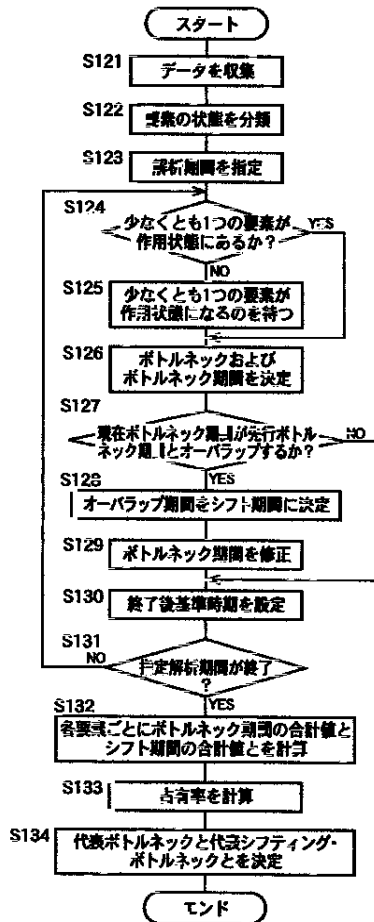 スタート
S121
データを収集
S122
要素の状態を分類
S123
解析期間を指定
S124
少なくとも1つの要素が
作用状態にあるか？
YES
NO
S125
少なくとも1つの要素が
作用状態になるのを待つ
S126
ボトルネックおよび
ボトルネック期間を決定
S127
現在ボトルネック期間が先行ボトル
ネック期間とオーバラップするか？
NO
YES
S128
オーバラップ期間をシフト期間に決定
S129
ボトルネック期間を修正
S130
終了後基準時期を設定
S131
NO
指定解析期間が終了
？
YES
S132
各要素ごとにボトルネック期間の合計値と
シフト期間の合計値とを計算
S133
占有率を計算
S134
代表ボトルネックと代表シフティング・
ボトルネックとを決定
エンド